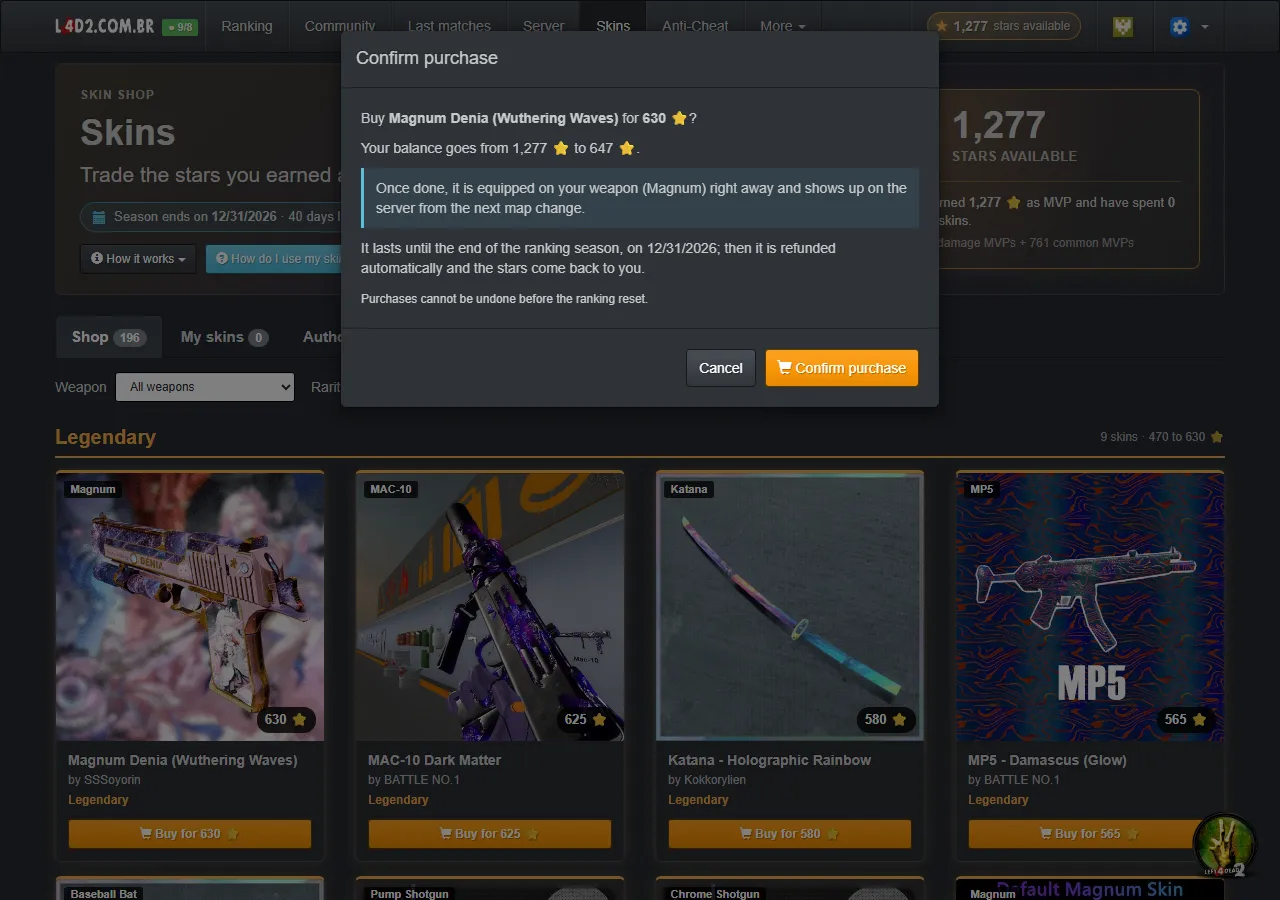 L4D2.COM.BR 9/8 Ranking Community Last matches Server Skins Anti-Cheat More 1,277 stars available
Confirm purchase
Buy Magnum Denia (Wuthering Waves) for 630 ⭐?
Your balance goes from 1,277 ⭐ to 647 ⭐.
Once done, it is equipped on your weapon (Magnum) right away and shows up on the
server from the next map change.
It lasts until the end of the ranking season, on 12/31/2026; then it is refunded
automatically and the stars come back to you.
Purchases cannot be undone before the ranking reset.
Cancel Confirm purchase
SKIN SHOP
Skins
Trade the stars you earned
Season ends on 12/31/2026 · 40 days
How it works How do I use my
1,277
STARS AVAILABLE
1,277 ⭐ as MVP and have spent 0
skins.
damage MVPs + 761 common MVPs
Shop 196 My skins 0
Weapon All weapons
Legendary 9 skins · 470 to 630 ⭐
Magnum MAC-10 Katana MP5
DENIA
MAC-10
MP5
630 ⭐ 625 ⭐ 580 ⭐ 565 ⭐
Magnum Denia (Wuthering Waves) MAC-10 Dark Matter Katana - Holographic Rainbow MP5 - Damascus (Glow)
by SSSoyorin by BATTLE NO.1 by Kokkorylien by BATTLE NO.1
Legendary Legendary Legendary Legendary
Buy for 630 ⭐ Buy for 625 ⭐ Buy for 580 ⭐ Buy for 565 ⭐
LEFT4DEAD 2
Baseball Bat Pump Shotgun Chrome Shotgun Magnum
Default Magnum Skin